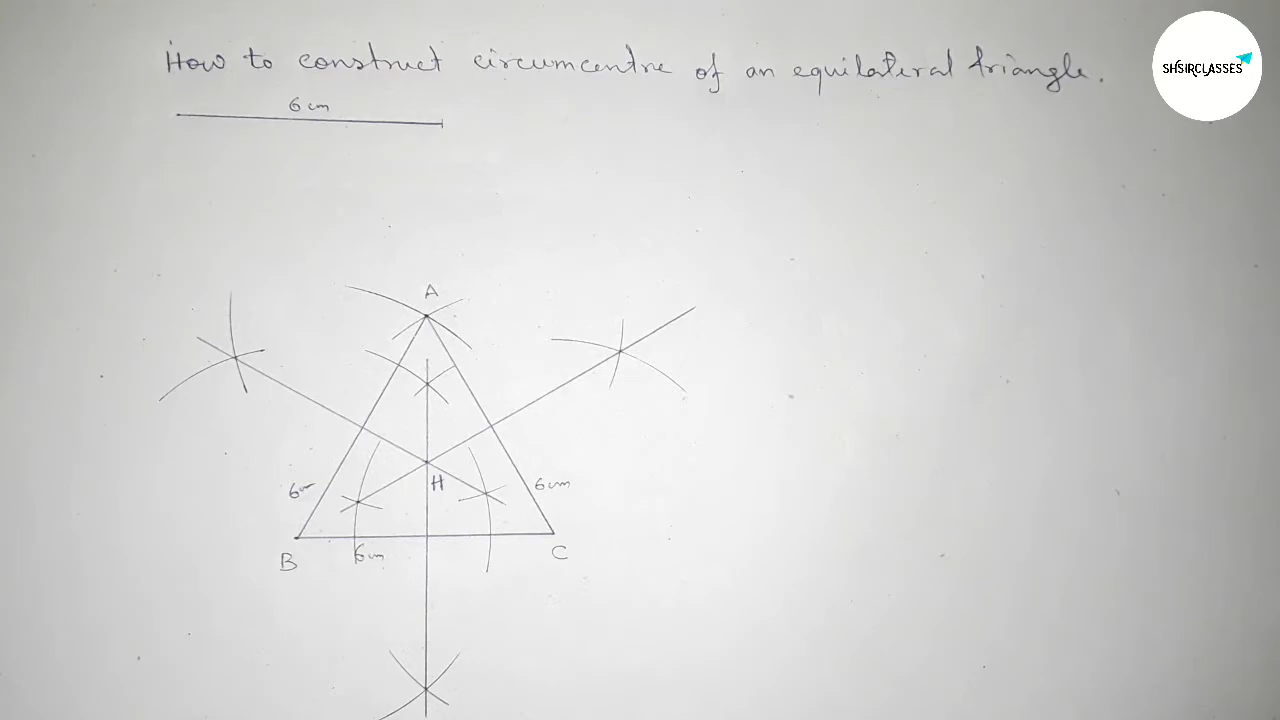 How to construct circumcentre of an equilateral triangle.
SHSIRCLASSES
6 cm
A
6cm
H
6cm
B
6cm
C